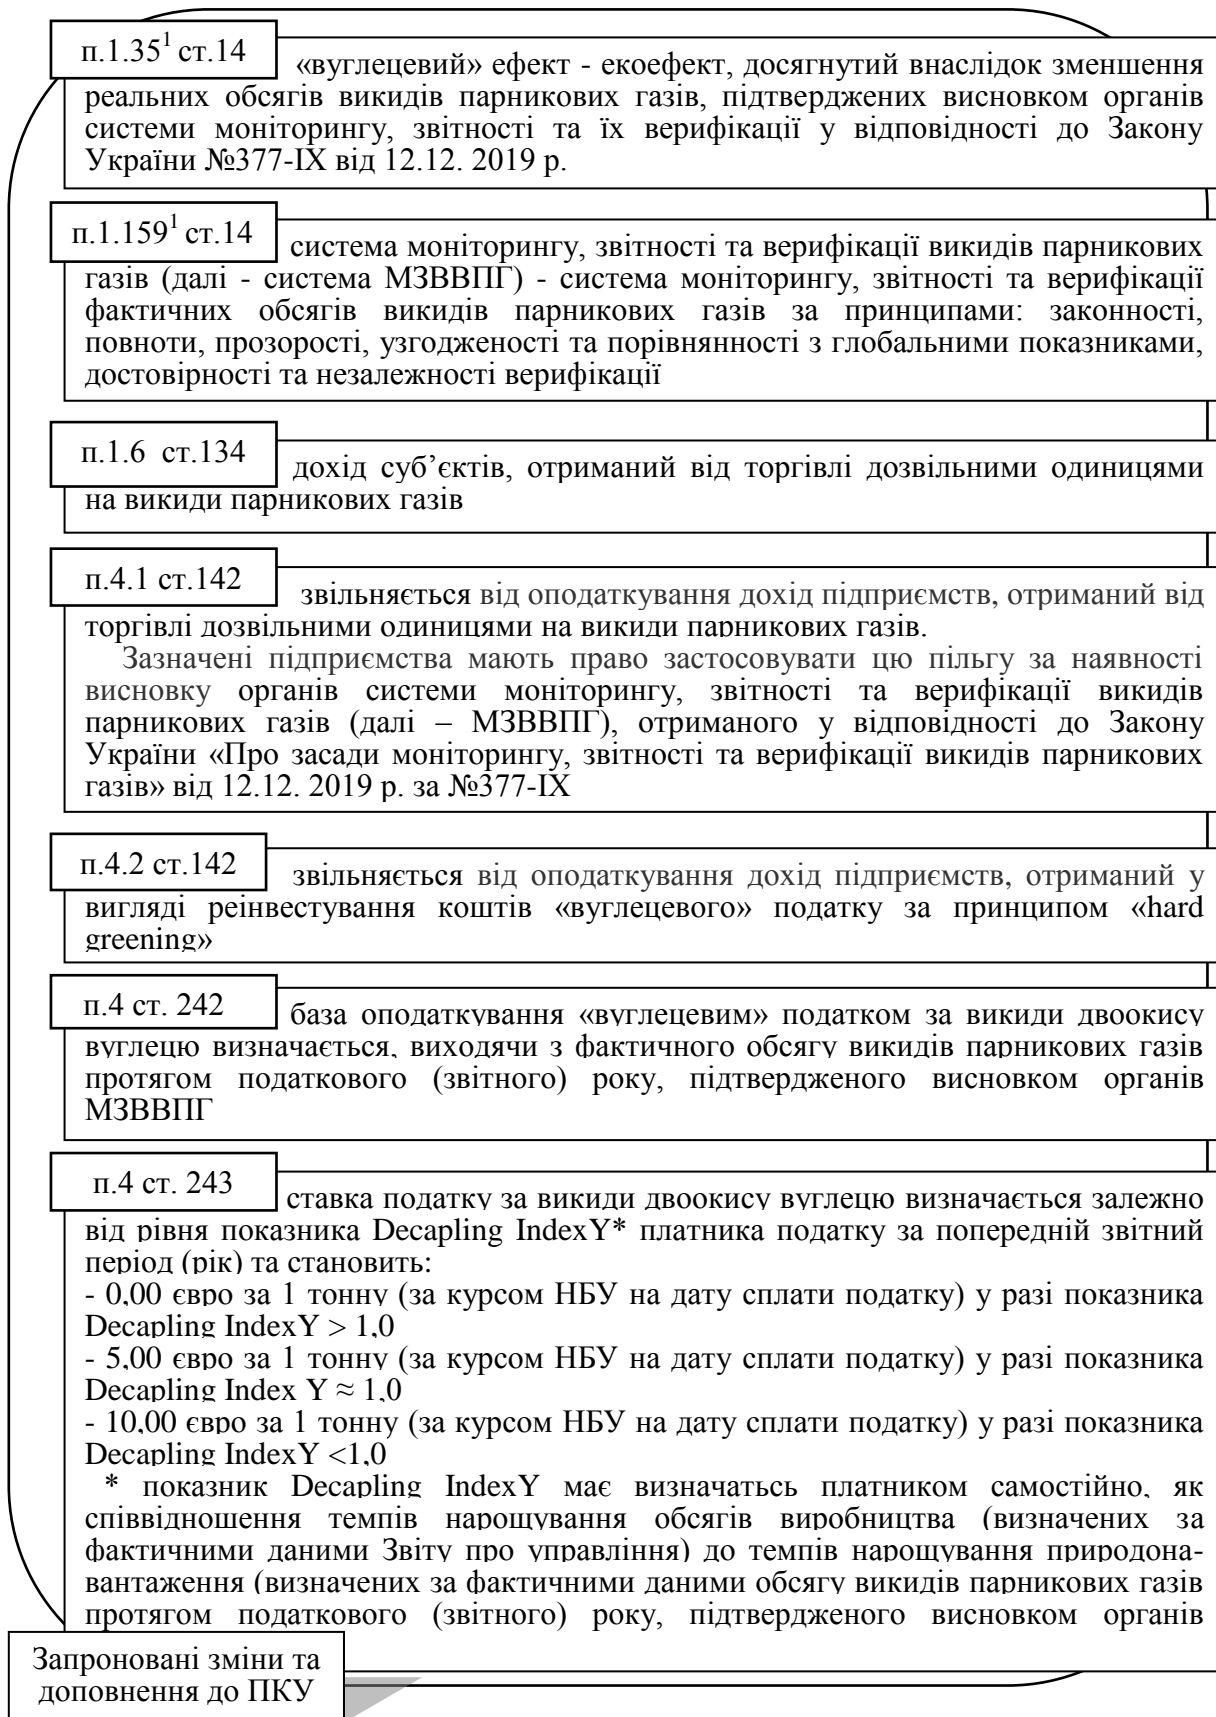 п.1.35¹ ст.14
«вуглецевий» ефект - екоефект, досягнутий внаслідок зменшення
реальних обсягів викидів парникових газів, підтверджених висновком органів
системи моніторингу, звітності та їх верифікації у відповідності до Закону
України №377-IX від 12.12. 2019 р.
п.1.159¹ ст.14
система моніторингу, звітності та верифікації викидів парникових
газів (далі - система МЗВВПГ) - система моніторингу, звітності та верифікації
фактичних обсягів викидів парникових газів за принципами: законності,
повноти, прозорості, узгодженості та порівнянності з глобальними показниками,
достовірності та незалежності верифікації
п.1.6 ст.134
дохід суб’єктів, отриманий від торгівлі дозвільними одиницями
на викиди парникових газів
п.4.1 ст.142
звільняється від оподаткування дохід підприємств, отриманий від
торгівлі дозвільними одиницями на викиди парникових газів.
Зазначені підприємства мають право застосовувати цю пільгу за наявності
висновку органів системи моніторингу, звітності та верифікації викидів
парникових газів (далі – МЗВВПГ), отриманого у відповідності до Закону
України «Про засади моніторингу, звітності та верифікації викидів парникових
газів» від 12.12. 2019 р. за №377-IX
п.4.2 ст.142
звільняється від оподаткування дохід підприємств, отриманий у
вигляді реінвестування коштів «вуглецевого» податку за принципом «hard
greening»
п.4 ст. 242
база оподаткування «вуглецевим» податком за викиди двоокису
вуглецю визначається, виходячи з фактичного обсягу викидів парникових газів
протягом податкового (звітного) року, підтвердженого висновком органів
МЗВВПГ
п.4 ст. 243
ставка податку за викиди двоокису вуглецю визначається залежно
від рівня показника Decapling IndexY* платника податку за попередній звітний
період (рік) та становить:
- 0,00 євро за 1 тонну (за курсом НБУ на дату сплати податку) у разі показника
Decapling IndexY > 1,0
- 5,00 євро за 1 тонну (за курсом НБУ на дату сплати податку) у разі показника
Decapling Index Y ≈ 1,0
- 10,00 євро за 1 тонну (за курсом НБУ на дату сплати податку) у разі показника
Decapling IndexY <1,0
* показник Decapling IndexY має визначатьсь платником самостійно, як
співвідношення темпів нарощування обсягів виробництва (визначених за
фактичними даними Звіту про управління) до темпів нарощування природона-
вантаження (визначених за фактичними даними обсягу викидів парникових газів
протягом податкового (звітного) року, підтвердженого висновком органів
Запроновані зміни та
доповнення до ПКУ